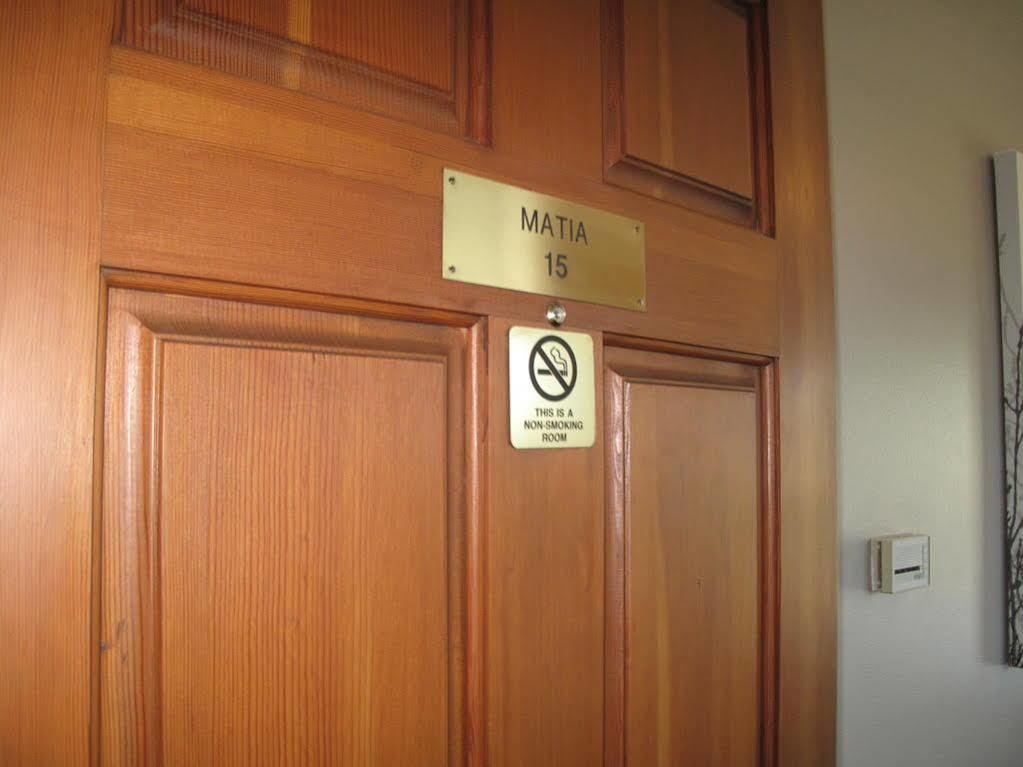 MATIA
15
THIS IS A
NON-SMOKING
ROOM